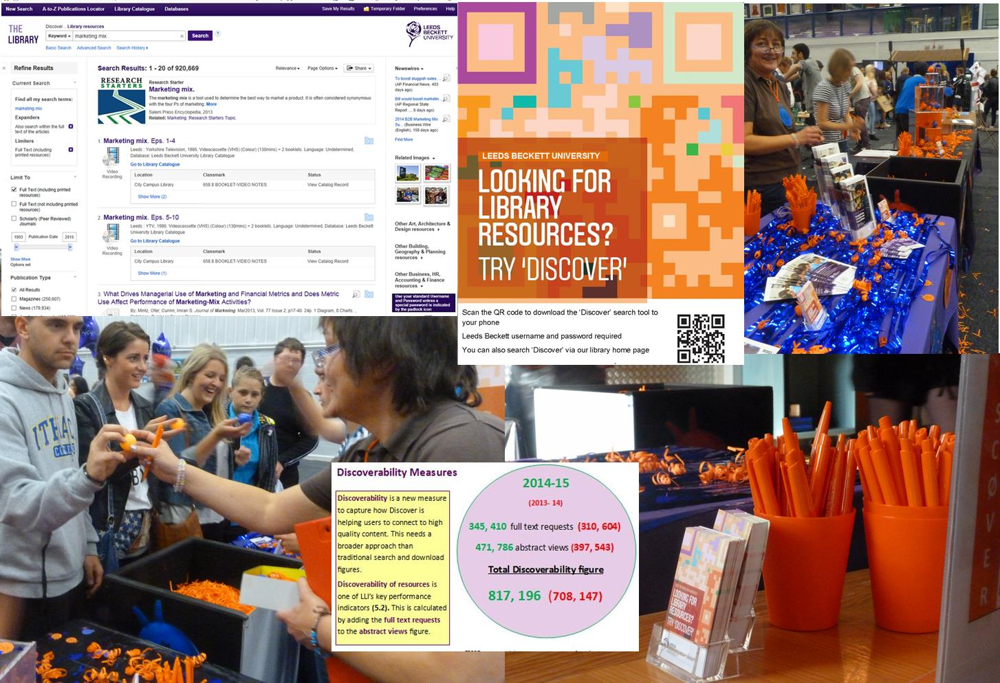 New Search A-to-Z Publications Locator Library Catalogue Databases
Save My Results Temporary Folder Preferences Help
THE LIBRARY
Discover... Library resources
Keyword marketing mix × Search ?
Basic Search Advanced Search Search History
LEEDS
BECKETT
UNIVERSITY
«
Refine Results
Current Search
Find all my search terms:
marketing mix
Expanders
Also search within the full
text of the articles
Limiters
Full Text (including
printed resources)
Limit To
Full Text (including printed
resources)
Full Text (not including printed
resources)
Scholarly (Peer Reviewed)
Journals
1903 Publication Date 2015
Show More
Options set
Publication Type
All Results
Magazines (250,607)
News (179,934)
Search Results: 1 - 20 of 920,669
Relevance Page Options Share
RESEARCH
STARTERS
Research Starter
Marketing mix.
The marketing mix is a tool used to determine the best way to market a product. It is often considered synonymous
with the four Ps of marketing. More
Salem Press Encyclopedia, 2013
Related: Marketing: Research Starters Topic.
1. Marketing mix. Eps. 1-4
Video
Recording
Leeds : Yorkshire Television, 1986. Videocassette (VHS) (Colour) (130mins) + 2 booklets. Language: Undetermined,
Database: Leeds Beckett University Library Catalogue
Go to Library Catalogue
Location Classmark Status
City Campus Library 658.8 BOOKLET-VIDEO NOTES View Catalog Record
Show More (2)
2. Marketing mix. Eps. 5-10
Video
Recording
Leeds : YTV, 1986. Videocassette (VHS) (Colour) (130mins) + 2 booklets. Language: Undetermined, Database: Leeds Beckett
University Library Catalogue
Go to Library Catalogue
Location Classmark Status
City Campus Library 658.8 BOOKLET-VIDEO NOTES View Catalog Record
Show More (1)
3. What Drives Managerial Use of Marketing and Financial Metrics and Does Metric
Use Affect Performance of Marketing-Mix Activities?
By: Mintz, Ofer; Currim, Imran S. Journal of Marketing. Mar2013, Vol. 77 Issue 2, p17-40. 24p. 1 Diagram, 8 Charts. ,
Newswires
To boost sluggish sales, ...
(AP Financial News, 403
days ago)
Bill would boost marketin...
(AP Regional State
Report ..., 6 days ago)
2014 B2B Marketing Mix
Su... (Business Wire
(English), 158 days ago)
Find More
Related Images
Other Art, Architecture &
Design resources
Other Building,
Geography & Planning
resources
Other Business, HR,
Accounting & Finance
resources
Use your standard Username
and Password unless a
special password is indicated
by the padlock icon
LEEDS BECKETT UNIVERSITY
LOOKING FOR
LIBRARY
RESOURCES?
TRY 'DISCOVER'
Scan the QR code to download the 'Discover' search tool to
your phone
Leeds Beckett username and password required
You can also search 'Discover' via our library home page
ITHACA
Discoverability Measures
Discoverability is a new measure
to capture how Discover is
helping users to connect to high
quality content. This needs a
broader approach than
traditional search and download
figures.
Discoverability of resources is
one of LLI's key performance
indicators (5.2). This is calculated
by adding the full text requests
to the abstract views figure.
2014-15
(2013- 14)
345, 410 full text requests (310, 604)
471, 786 abstract views (397, 543)
Total Discoverability figure
817, 196 (708, 147)
LOOKING FOR
LIBRARY
RESOURCES?
TRY 'DISCOVER'